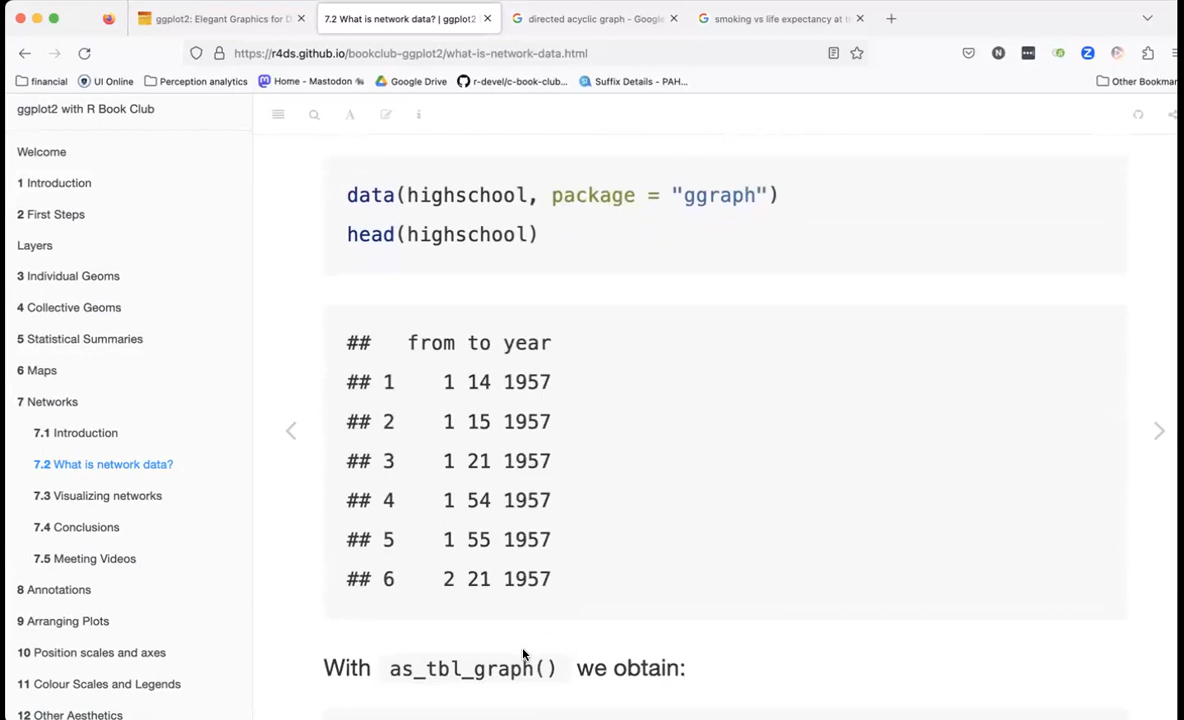 ggplot2: Elegant Graphics for D
7.2 What is network data? | ggplot2
directed acyclic graph - Google
smoking vs life expectancy at
https://r4ds.github.io/bookclub-ggplot2/what-is-network-data.html
financial
UI Online
Perception analytics
Home - Mastodon
Google Drive
r-devel/c-book-club...
Suffix Details - PAH...
Other Bookmar
ggplot2 with R Book Club
Welcome
1 Introduction
2 First Steps
Layers
3 Individual Geoms
4 Collective Geoms
5 Statistical Summaries
6 Maps
7 Networks
7.1 Introduction
7.2 What is network data?
7.3 Visualizing networks
7.4 Conclusions
7.5 Meeting Videos
8 Annotations
9 Arranging Plots
10 Position scales and axes
11 Colour Scales and Legends
12 Other Aesthetics
data(highschool, package = "ggraph")
head(highschool)
##   from to year
## 1    1 14 1957
## 2    1 15 1957
## 3    1 21 1957
## 4    1 54 1957
## 5    1 55 1957
## 6    2 21 1957
With as_tbl_graph() we obtain: